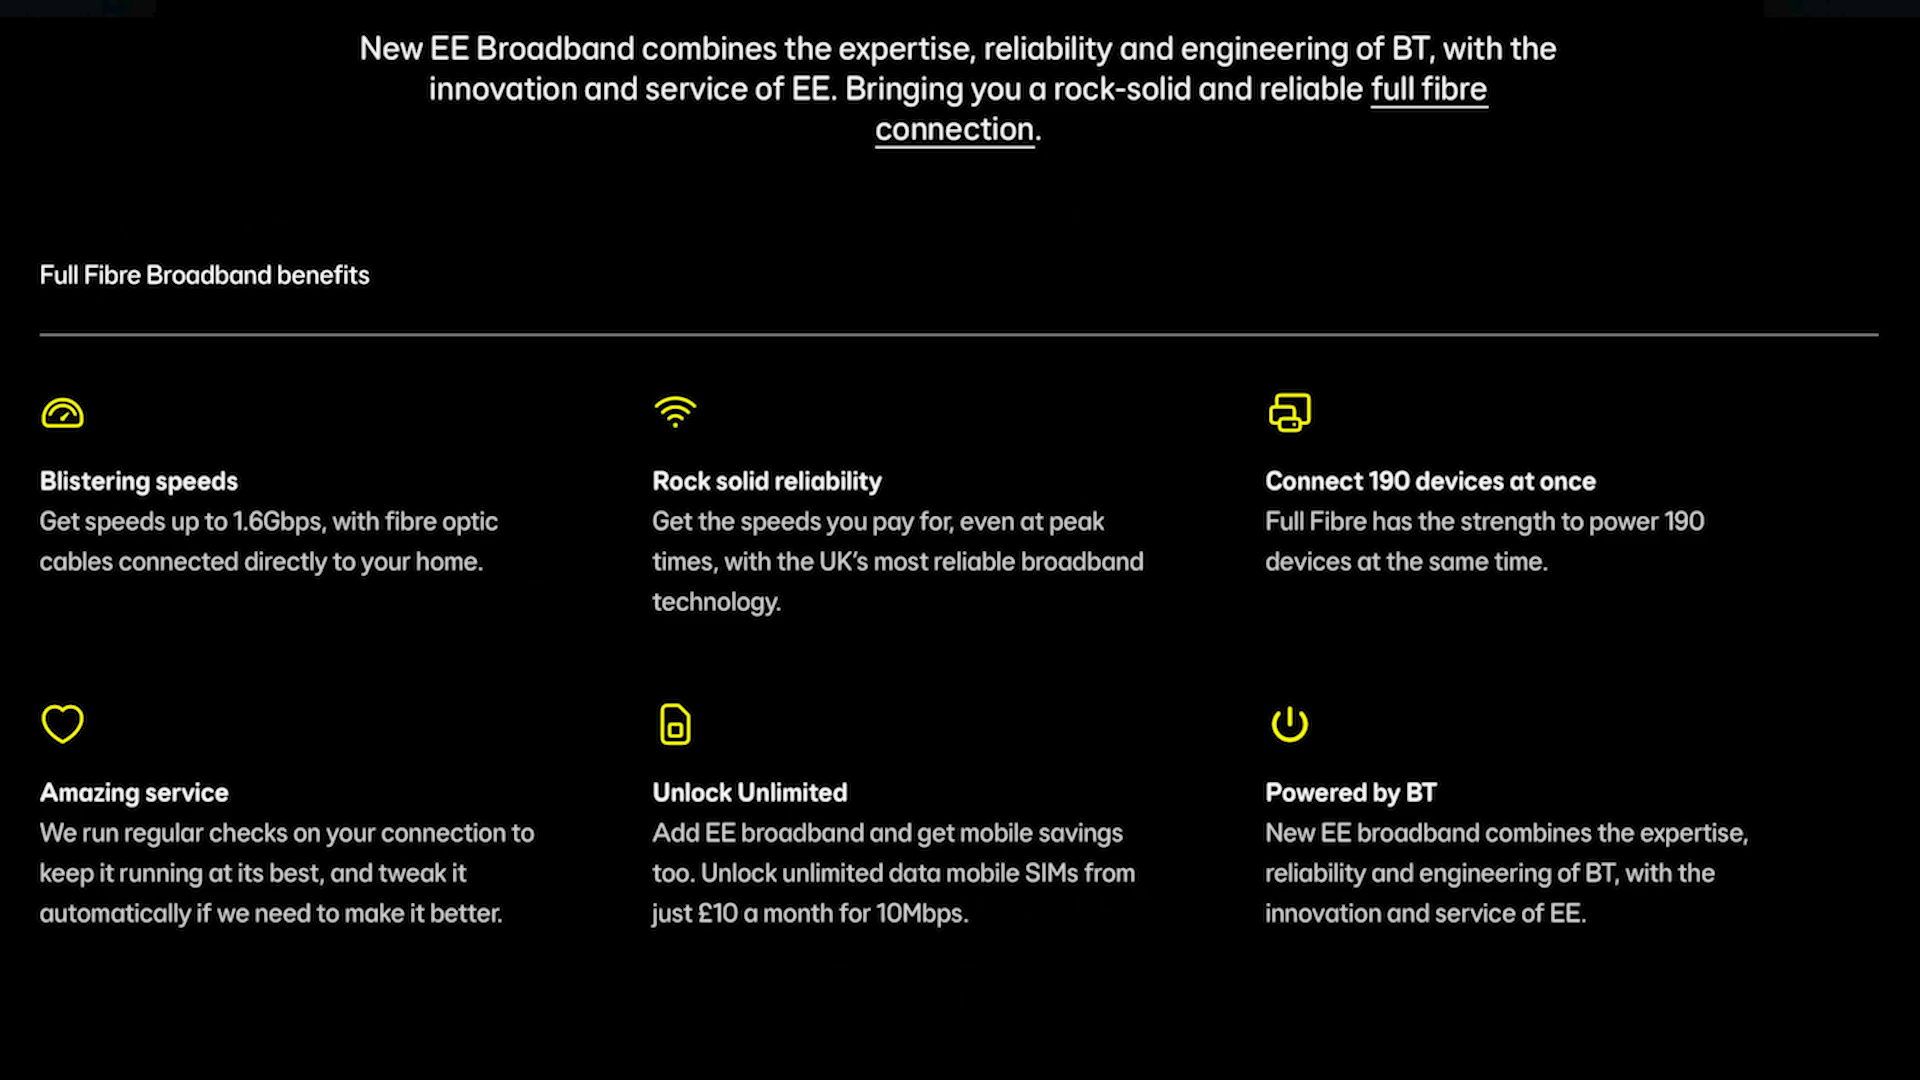 New EE Broadband combines the expertise, reliability and engineering of BT, with the
innovation and service of EE. Bringing you a rock-solid and reliable full fibre
connection.
Full Fibre Broadband benefits
Blistering speeds
Get speeds up to 1.6Gbps, with fibre optic
cables connected directly to your home.
Rock solid reliability
Get the speeds you pay for, even at peak
times, with the UK's most reliable broadband
technology.
Connect 190 devices at once
Full Fibre has the strength to power 190
devices at the same time.
Amazing service
We run regular checks on your connection to
keep it running at its best, and tweak it
automatically if we need to make it better.
Unlock Unlimited
Add EE broadband and get mobile savings
too. Unlock unlimited data mobile SIMs from
just £10 a month for 10Mbps.
Powered by BT
New EE broadband combines the expertise,
reliability and engineering of BT, with the
innovation and service of EE.